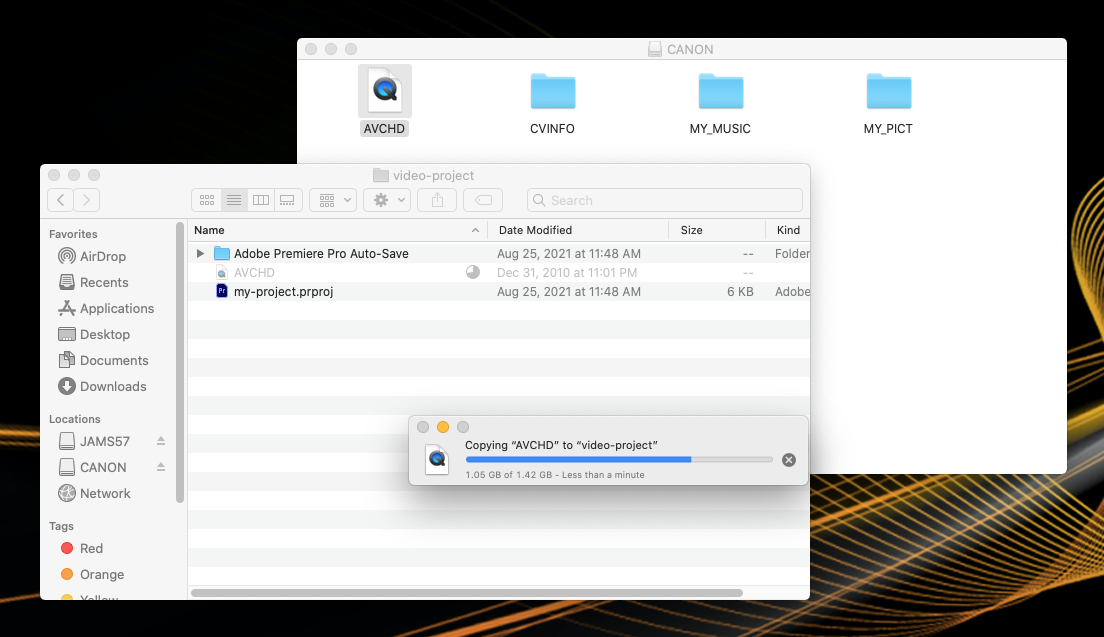 CANON
AVCHD
CVINFO
MY_MUSIC
MY_PICT
video-project
Search
Favorites
AirDrop
Recents
Applications
Desktop
Documents
Downloads
Locations
JAMS57
CANON
Network
Tags
Red
Orange
Yellow
Name Date Modified Size Kind
Adobe Premiere Pro Auto-Save Aug 25, 2021 at 11:48 AM -- Folder
AVCHD Dec 31, 2010 at 11:01 PM --
Pr my-project.prproj Aug 25, 2021 at 11:48 AM 6 KB Adobe
Copying “AVCHD” to “video-project”
1.05 GB of 1.42 GB - Less than a minute